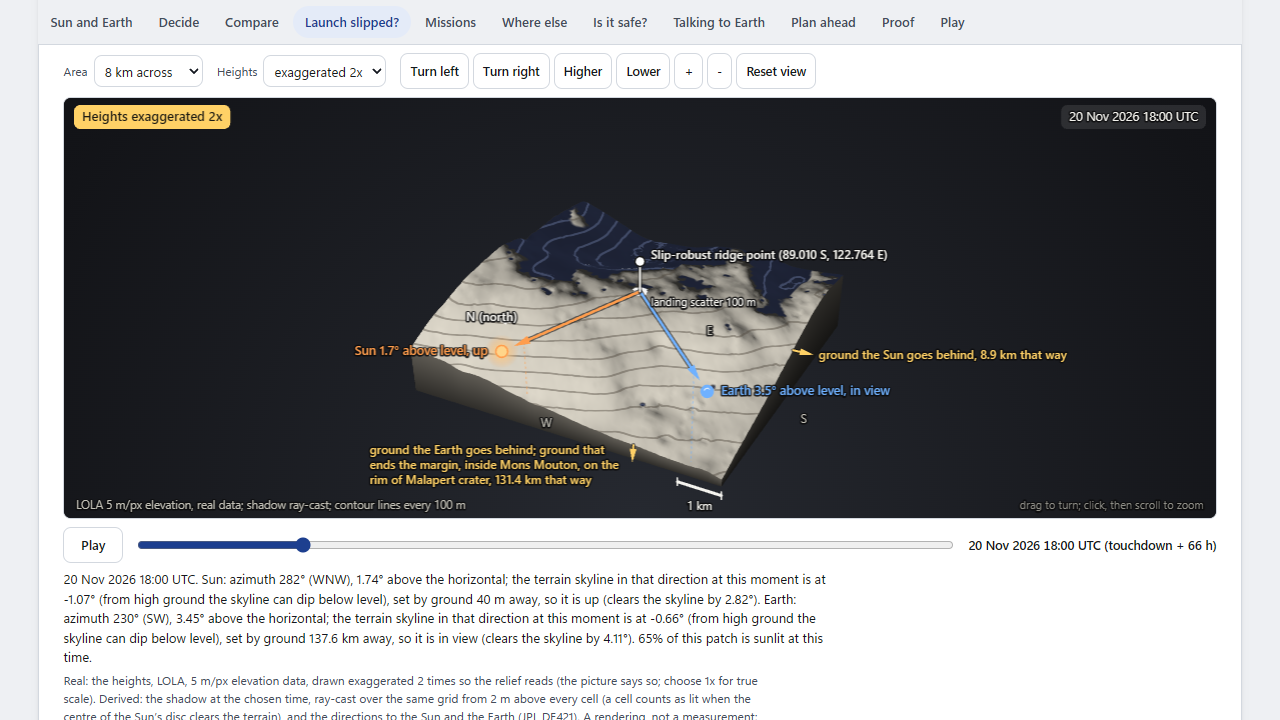 Sun and Earth Decide Compare Launch slipped? Missions Where else Is it safe? Talking to Earth Plan ahead Proof Play
Area 8 km across Heights exaggerated 2x Turn left Turn right Higher Lower + - Reset view
Heights exaggerated 2x
20 Nov 2026 18:00 UTC
Slip-robust ridge point (89.010 S, 122.764 E)
landing scatter 100 m
N (north)
E
Sun 1.7° above level, up
ground the Sun goes behind, 8.9 km that way
Earth 3.5° above level, in view
W
S
ground the Earth goes behind; ground that
ends the margin, inside Mons Mouton, on the
rim of Malapert crater, 131.4 km that way
LOLA 5 m/px elevation, real data; shadow ray-cast; contour lines every 100 m
1 km
drag to turn; click, then scroll to zoom
Play
20 Nov 2026 18:00 UTC (touchdown + 66 h)
20 Nov 2026 18:00 UTC. Sun: azimuth 282° (WNW), 1.74° above the horizontal; the terrain skyline in that direction at this moment is at
-1.07° (from high ground the skyline can dip below level), set by ground 40 m away, so it is up (clears the skyline by 2.82°). Earth:
azimuth 230° (SW), 3.45° above the horizontal; the terrain skyline in that direction at this moment is at -0.66° (from high ground the
skyline can dip below level), set by ground 137.6 km away, so it is in view (clears the skyline by 4.11°). 65% of this patch is sunlit at this
time.
Real: the heights, LOLA, 5 m/px elevation data, drawn exaggerated 2 times so the relief reads (the picture says so; choose 1x for true
scale). Derived: the shadow at the chosen time, ray-cast over the same grid from 2 m above every cell (a cell counts as lit when the
centre of the Sun's disc clears the terrain), and the directions to the Sun and the Earth (JPL DE421). A rendering, not a measurement: